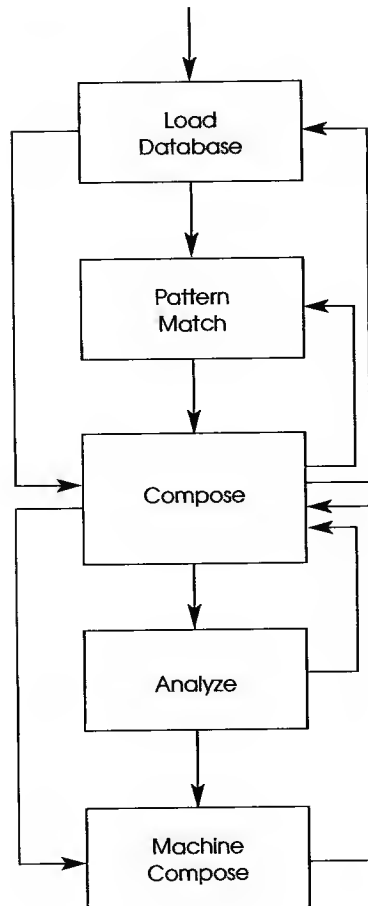 Load
Database
Pattern
Match
Compose
Analyze
Machine
Compose